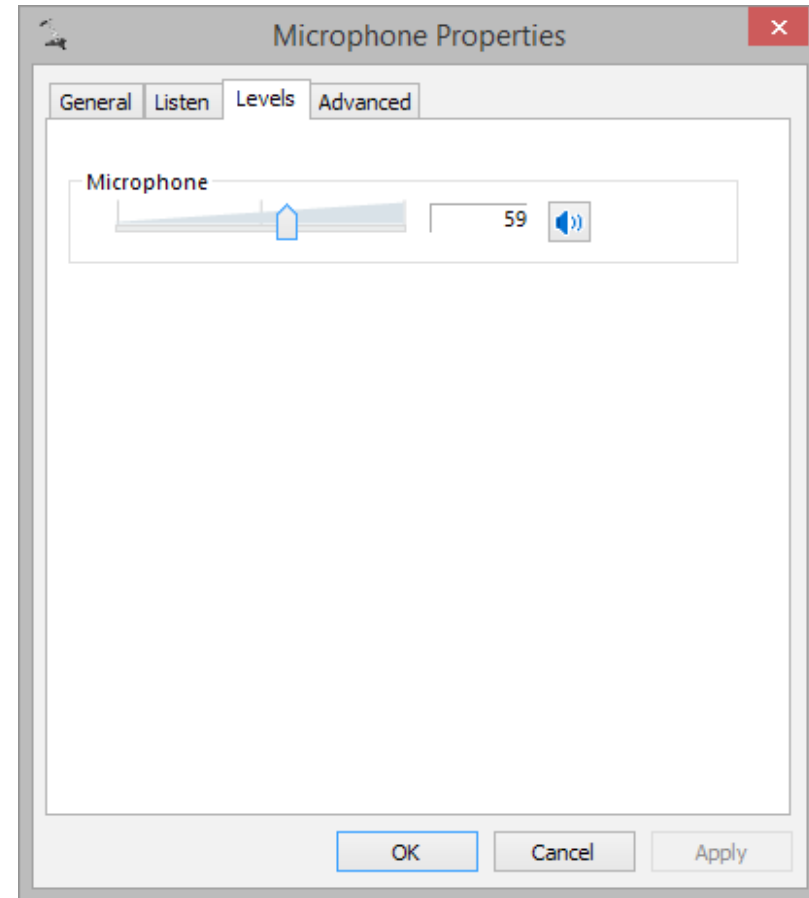 Microphone Properties
General Listen Levels Advanced
Microphone
59
OK Cancel Apply